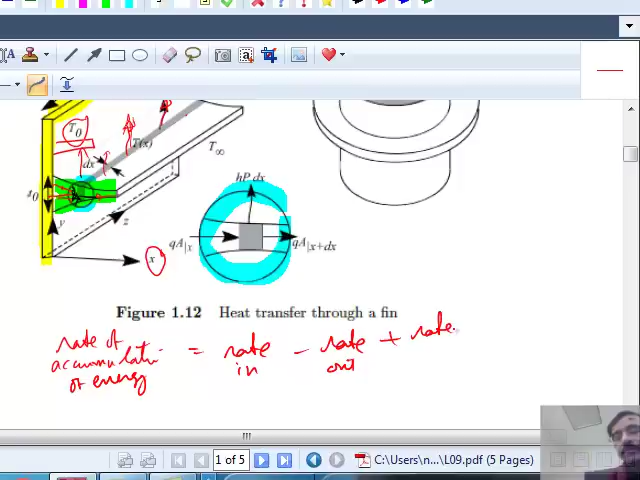 T0
T(x)
T∞
dx
s0
y
z
x
hP dx
qA|x
qA|x+dx
Figure 1.12 Heat transfer through a fin
rate of
accumulation
of energy
= rate in - rate out + rate
1 of 5
C:\Users\n...\L09.pdf (5 Pages)